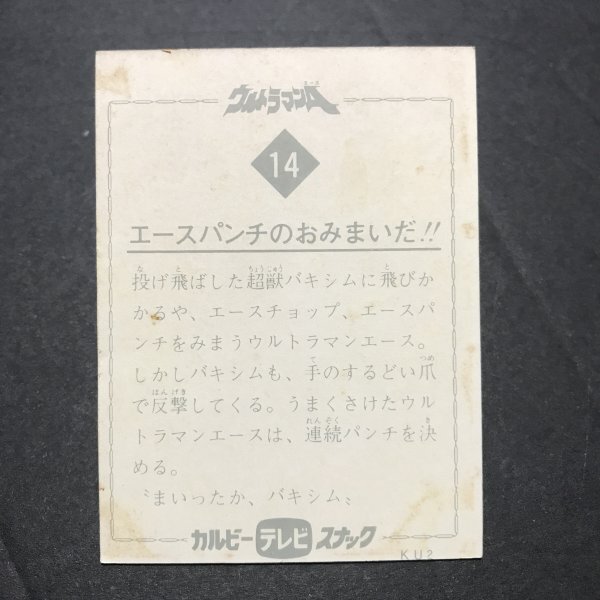 ウルトラマンA
14
エースパンチのおみまいだ!!
投げ飛ばした超獣バキシムに飛びか
かるや、エースチョップ、エースパ
ンチをみまうウルトラマンエース。
しかしバキシムも、手のするどい爪
で反撃してくる。うまくさけたウル
トラマンエースは、連続パンチを決
める。
〝まいったか、バキシム〟
カルビー テレビ スナック
KU2